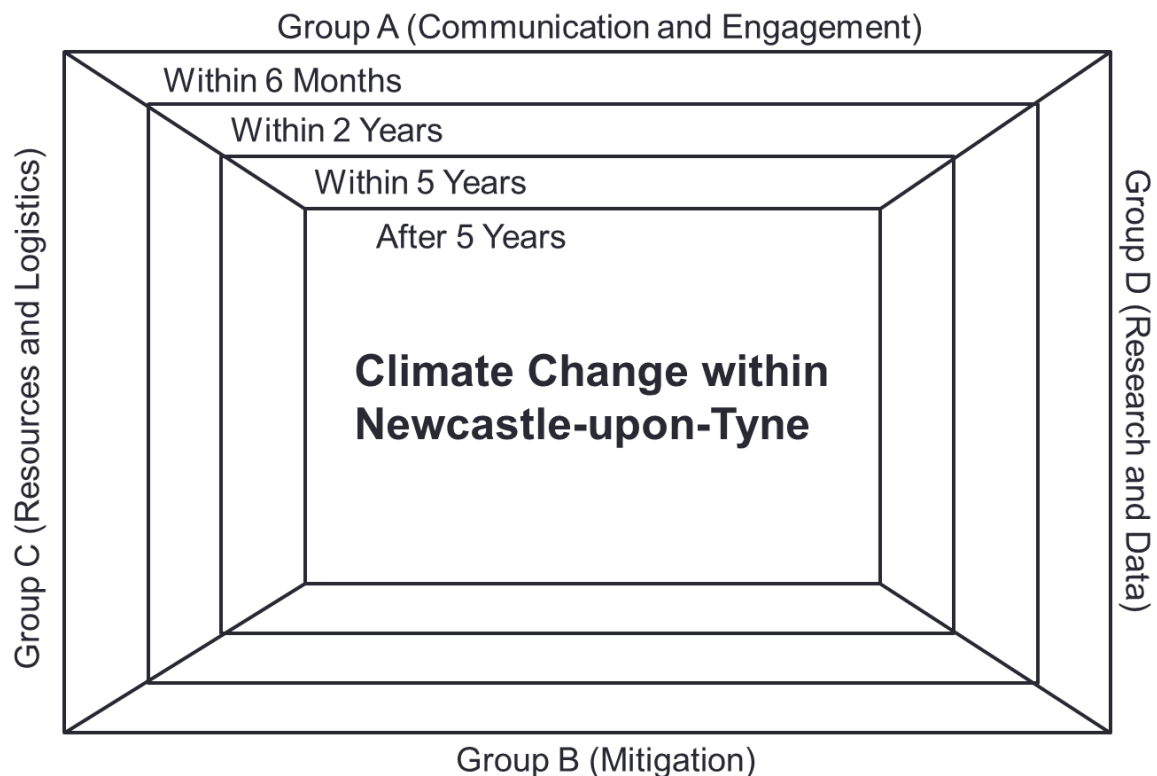 Group A (Communication and Engagement)
Within 6 Months
Within 2 Years
Within 5 Years
After 5 Years
Group C (Resources and Logistics)
Climate Change within
Newcastle-upon-Tyne
Group D (Research and Data)
Group B (Mitigation)